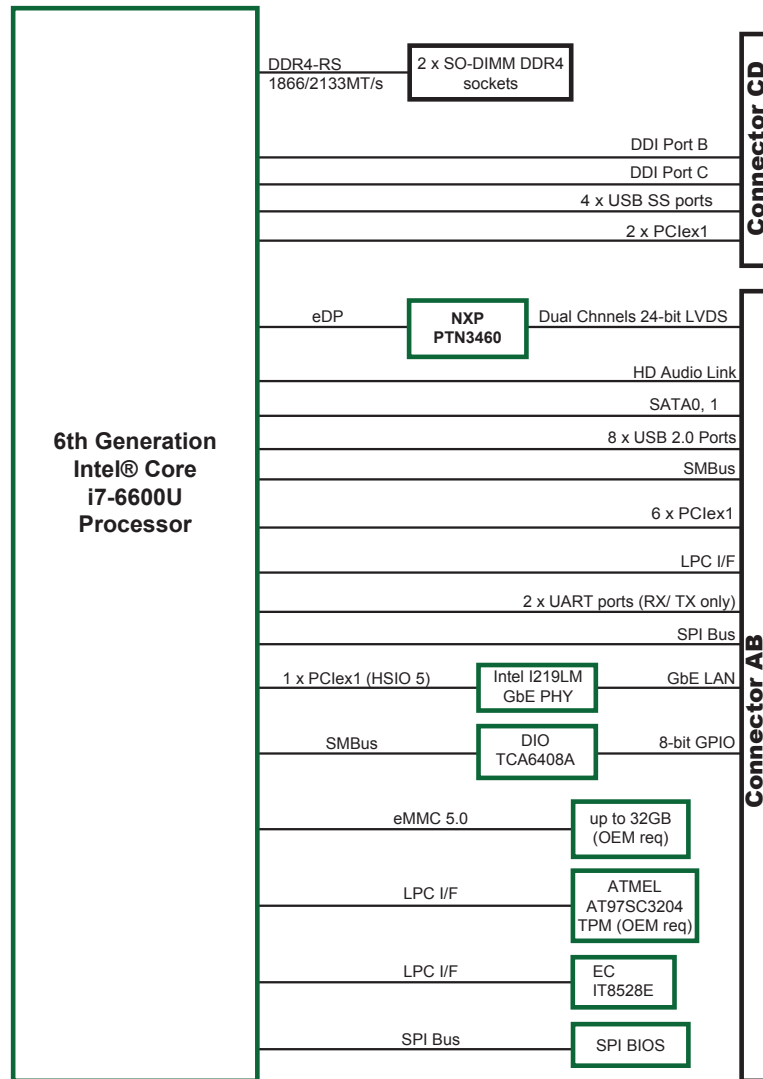 6th Generation
Intel® Core
i7-6600U
Processor
DDR4-RS
1866/2133MT/s
2 x SO-DIMM DDR4
sockets
DDI Port B
DDI Port C
4 x USB SS ports
2 x PCIex1
Connector CD
eDP
NXP
PTN3460
Dual Chnnels 24-bit LVDS
HD Audio Link
SATA0, 1
8 x USB 2.0 Ports
SMBus
6 x PCIex1
LPC I/F
2 x UART ports (RX/ TX only)
SPI Bus
1 x PCIex1 (HSIO 5)
Intel I219LM
GbE PHY
GbE LAN
SMBus
DIO
TCA6408A
8-bit GPIO
Connector AB
eMMC 5.0
up to 32GB
(OEM req)
LPC I/F
ATMEL
AT97SC3204
TPM (OEM req)
LPC I/F
EC
IT8528E
SPI Bus
SPI BIOS